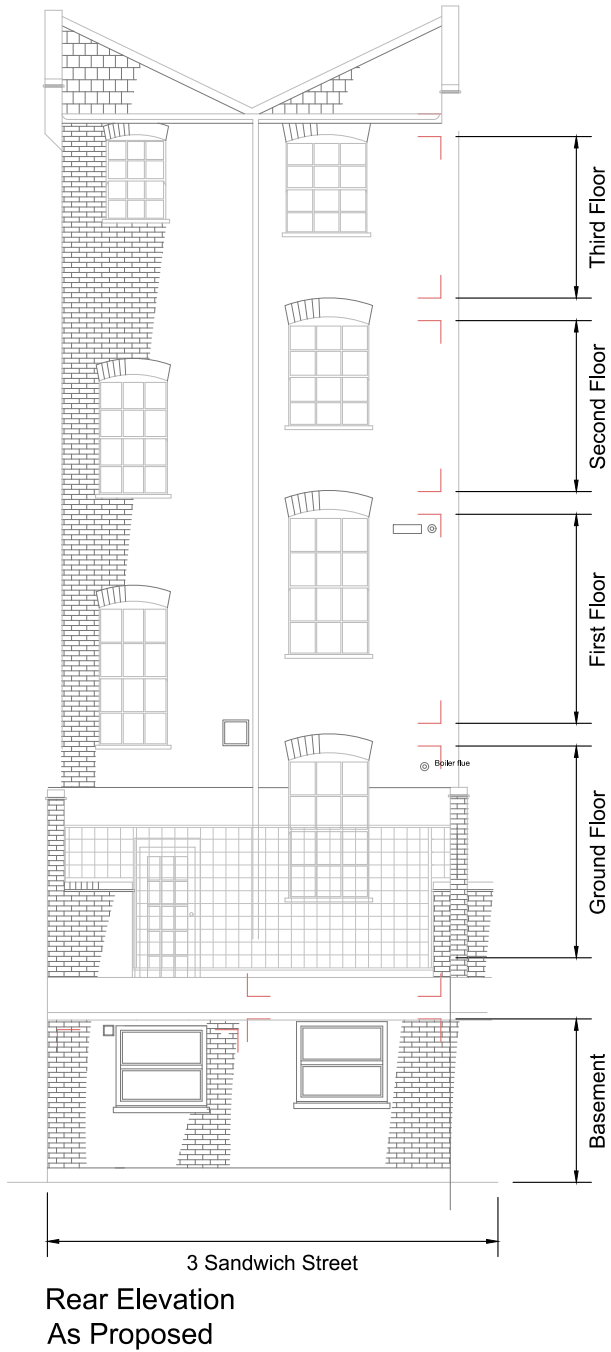 Third Floor
Second Floor
First Floor
Boiler flue
Ground Floor
Basement
3 Sandwich Street
Rear Elevation
As Proposed